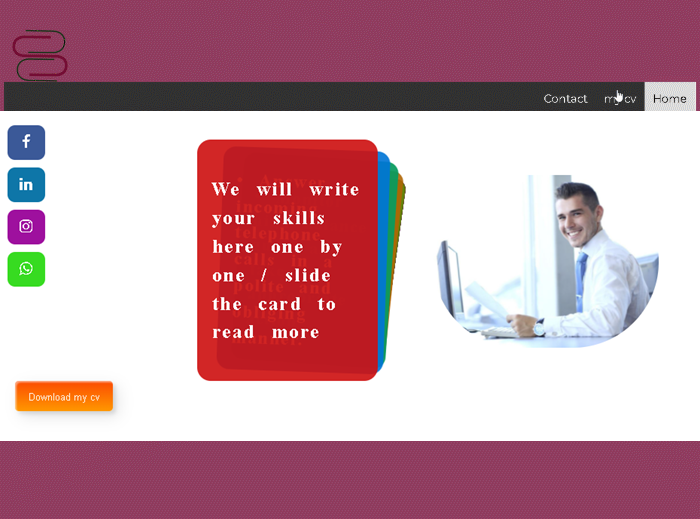 Contact my cv Home
We will write
your skills
here one by
one / slide
the card to
read more
Download my cv